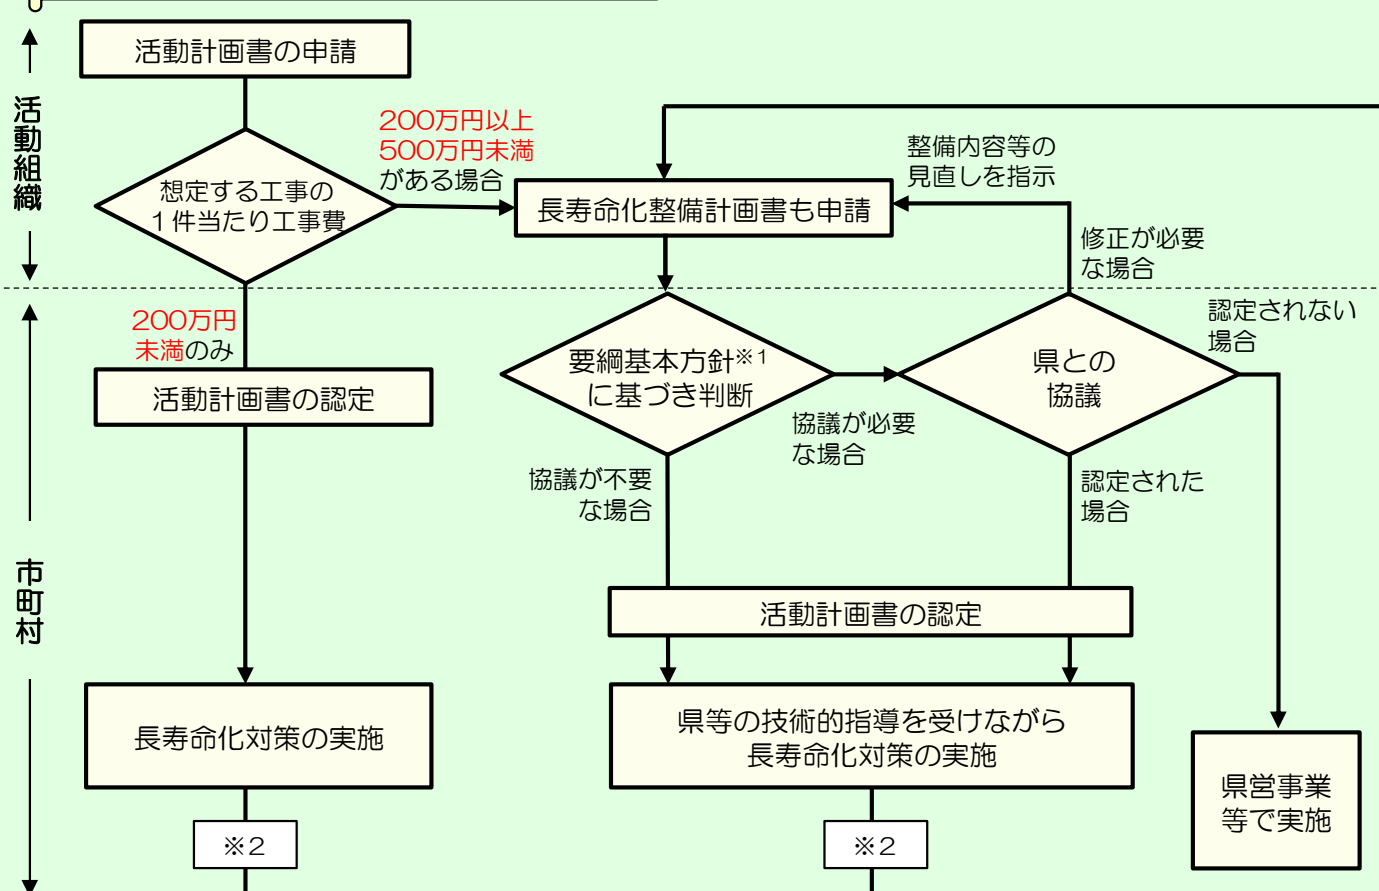 活動計画書の申請
活動組織
200万円以上
500万円未満
がある場合
整備内容等の
見直しを指示
想定する工事の
1件当たり工事費
長寿命化整備計画書も申請
修正が必要
な場合
200万円
未満のみ
認定されない
場合
要綱基本方針※1
に基づき判断
県との
協議
活動計画書の認定
協議が必要
な場合
協議が不要
な場合
認定された
場合
市町村
活動計画書の認定
長寿命化対策の実施
県等の技術的指導を受けながら
長寿命化対策の実施
県営事業
等で実施
※2
※2